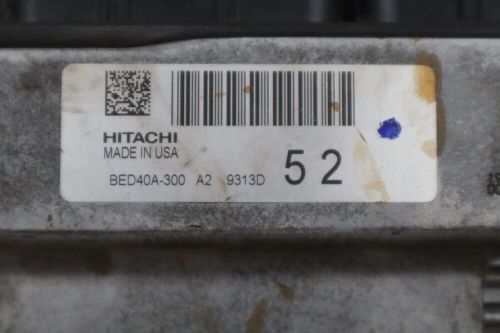 HITACHI
MADE IN USA
BED40A-300 A2 9313D 52